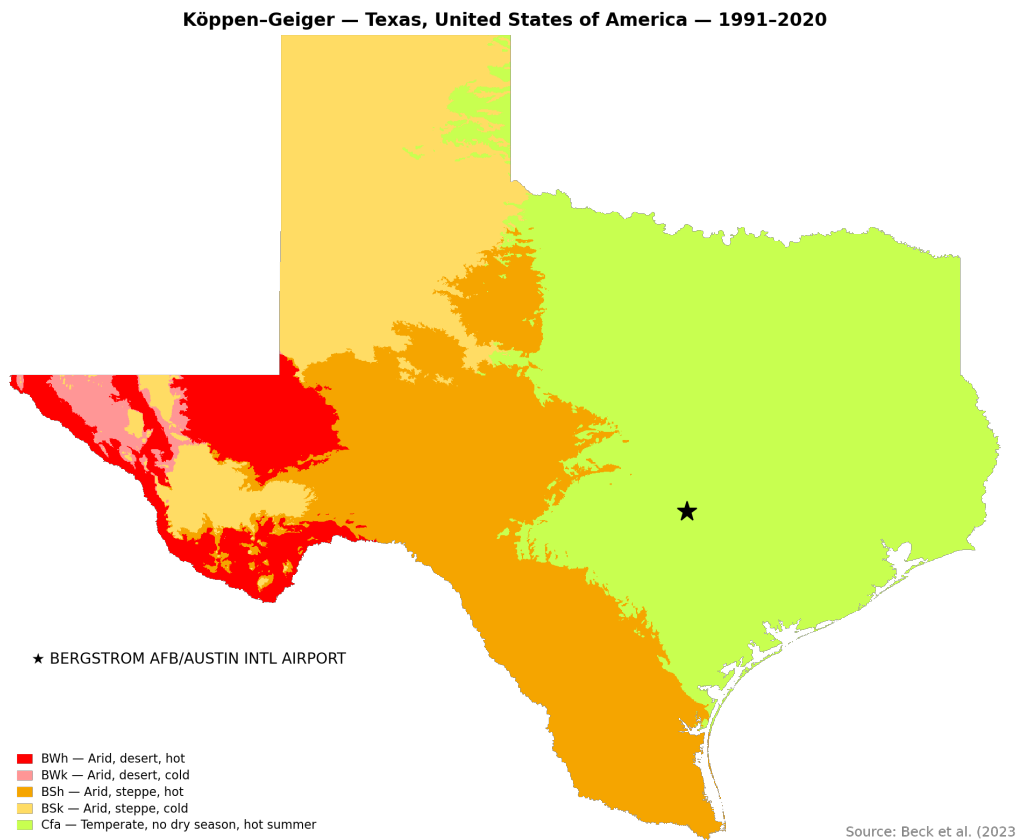 Köppen–Geiger — Texas, United States of America — 1991–2020
★ BERGSTROM AFB/AUSTIN INTL AIRPORT
BWh — Arid, desert, hot
BWk — Arid, desert, cold
BSh — Arid, steppe, hot
BSk — Arid, steppe, cold
Cfa — Temperate, no dry season, hot summer
Source: Beck et al. (2023